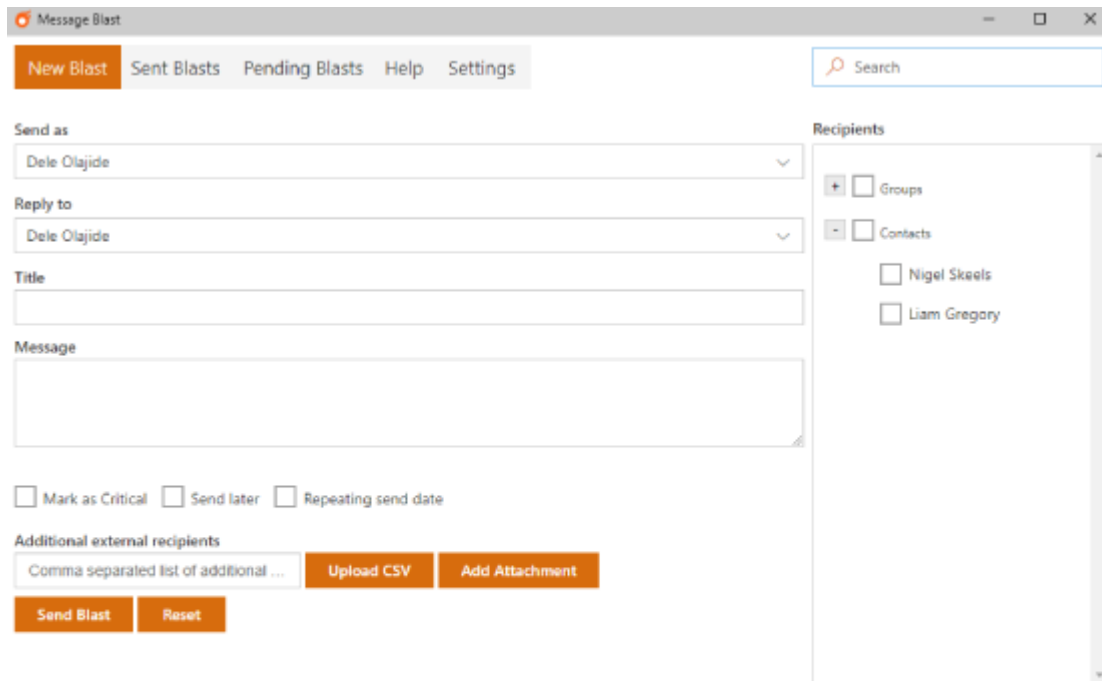 Message Blast
New Blast Sent Blasts Pending Blasts Help Settings
Search
Send as
Dele Olajide
Reply to
Dele Olajide
Title
Message
Mark as Critical Send later Repeating send date
Additional external recipients
Comma separated list of additional ... Upload CSV Add Attachment
Send Blast Reset
Recipients
+ Groups
- Contacts
Nigel Skeels
Liam Gregory